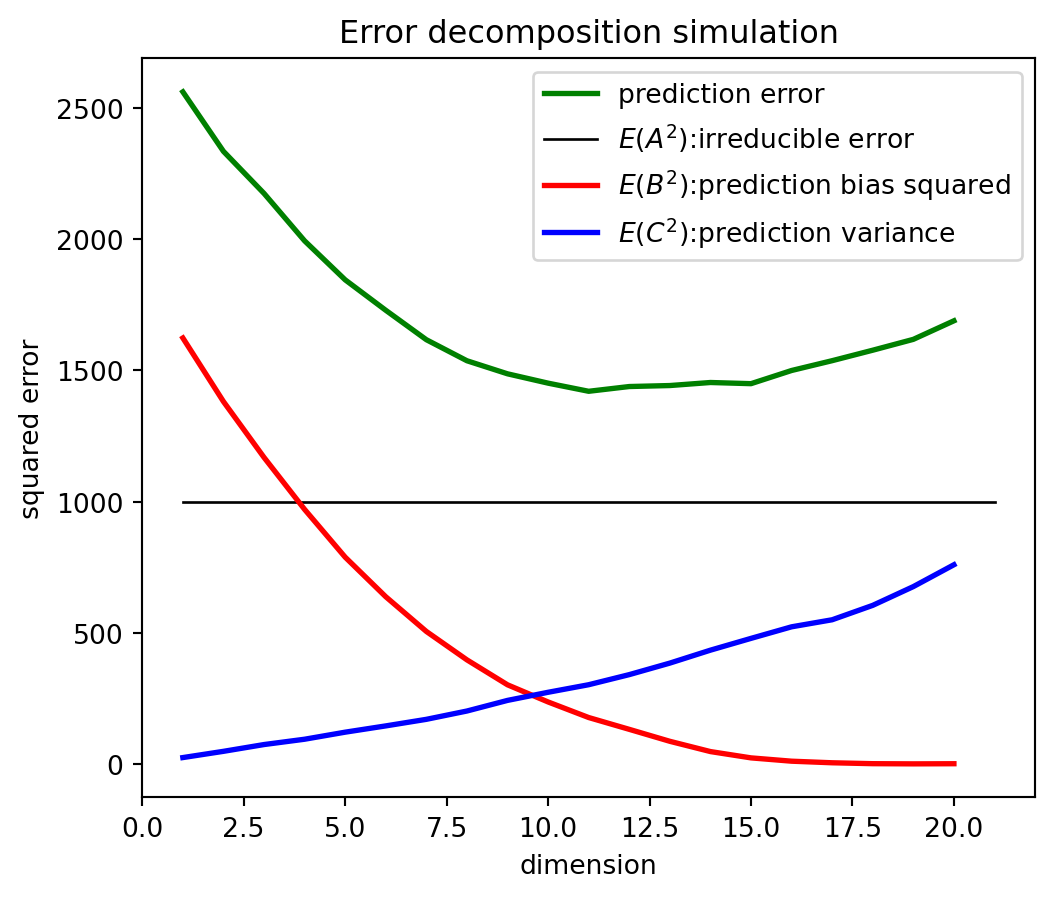 Error decomposition simulation
prediction error
E(A²):irreducible error
E(B²):prediction bias squared
E(C²):prediction variance
2500
2000
1500
1000
500
0
squared error
0.0 2.5 5.0 7.5 10.0 12.5 15.0 17.5 20.0
dimension